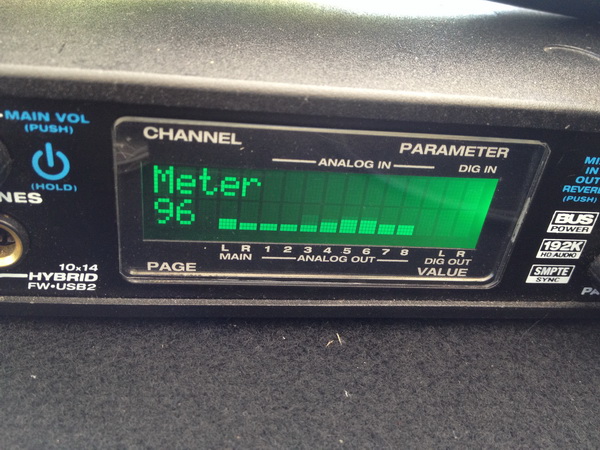 MAIN VOL
(PUSH)
(HOLD)
NES
10x14
HYBRID
FW•USB2
CHANNEL
PARAMETER
ANALOG IN
DIG IN
Meter
96
L R 1 2 3 4 5 6 7 8 L R
MAIN ANALOG OUT DIG OUT
PAGE
VALUE
IN
OUT
REVER
(PUSH)
BUS
POWER
192K
HD AUDIO
SMPTE
SYNC
PA